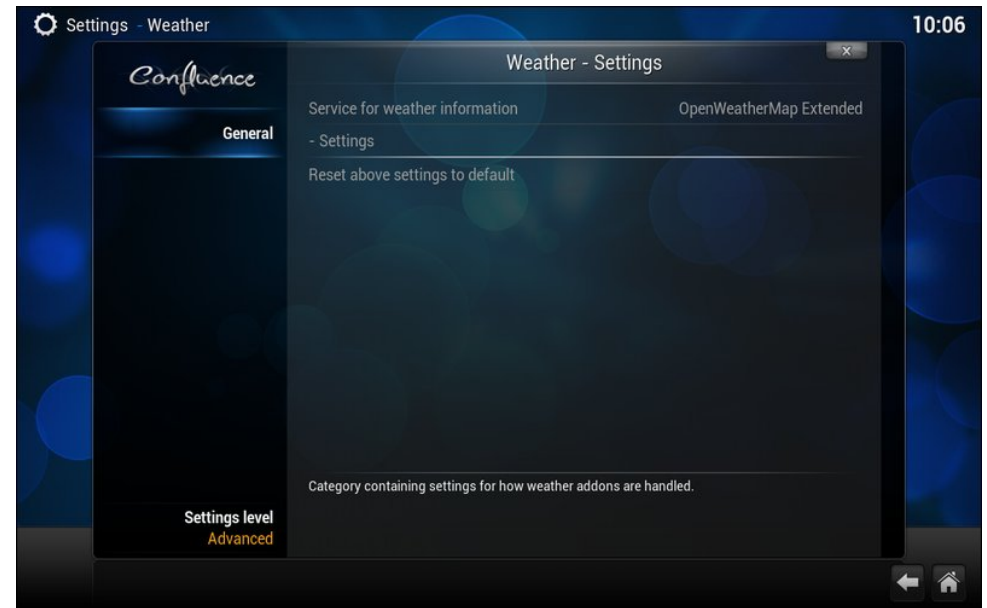 Settings - Weather
10:06
Confluence
Weather - Settings
x
General
Service for weather information OpenWeatherMap Extended
- Settings
Reset above settings to default
Category containing settings for how weather addons are handled.
Settings level
Advanced